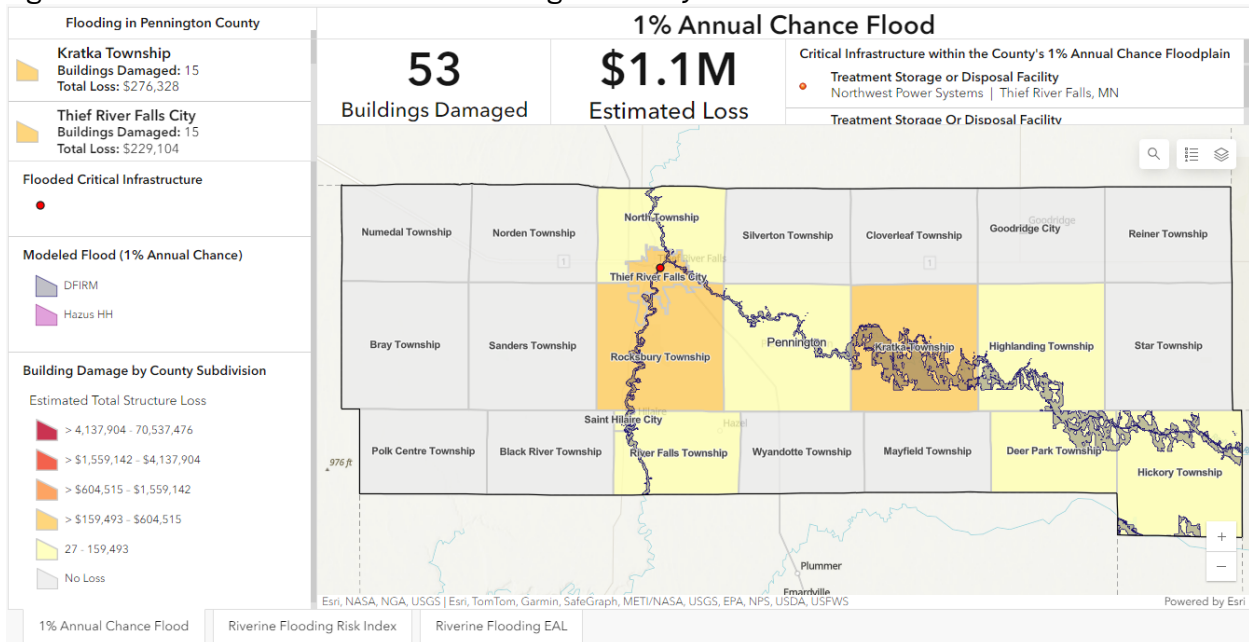 Flooding in Pennington County
Kratka Township
Buildings Damaged: 15
Total Loss: $276,328
Thief River Falls City
Buildings Damaged: 15
Total Loss: $229,104
Flooded Critical Infrastructure
Modeled Flood (1% Annual Chance)
DFIRM
Hazus HH
Building Damage by County Subdivision
Estimated Total Structure Loss
> 4,137,904 - 70,537,476
> $1,559,142 - $4,137,904
> $604,515 - $1,559,142
> $159,493 - $604,515
27 - 159,493
No Loss
1% Annual Chance Flood
53
Buildings Damaged
$1.1M
Estimated Loss
Critical Infrastructure within the County's 1% Annual Chance Floodplain
Treatment Storage or Disposal Facility
Northwest Power Systems | Thief River Falls, MN
Treatment Storage Or Disposal Facility
Numedal Township
Norden Township
North Township
Silverton Township
Cloverleaf Township
Goodridge
Goodridge City
Reiner Township
1
1
Thief River Falls
Thief River Falls City
Bray Township
Sanders Township
Rocksbury Township
Pennington
Kratka Township
Highlanding Township
Star Township
Saint Hilaire City
Hazel
976 ft
Polk Centre Township
Black River Township
River Falls Township
Wyandotte Township
Mayfield Township
Deer Park Township
Hickory Township
Plummer
+
−
Esri, NASA, NGA, USGS | Esri, TomTom, Garmin, SafeGraph, METI/NASA, USGS, EPA, NPS, USDA, USFWS
Powered by Esri
1% Annual Chance Flood
Riverine Flooding Risk Index
Riverine Flooding EAL